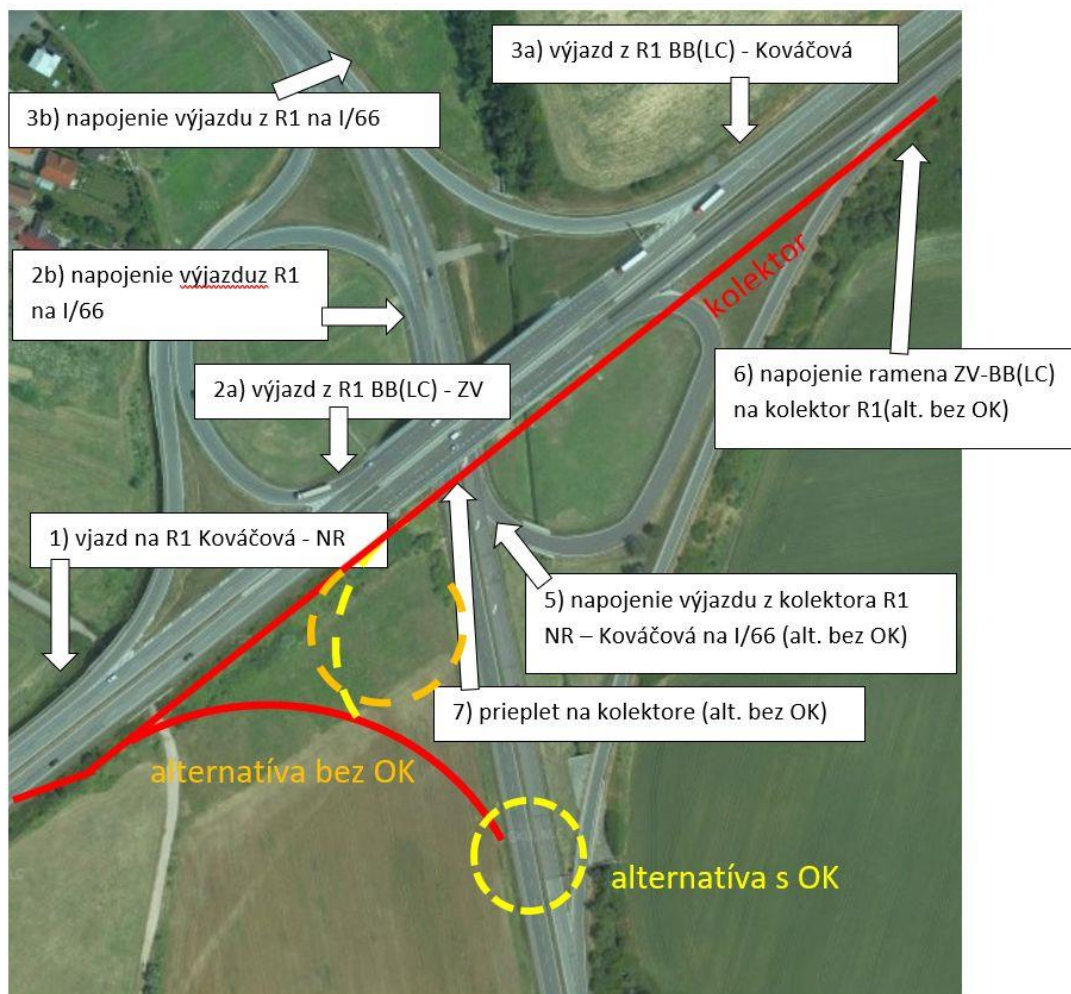 3a) výjazd z R1 BB(LC) - Kováčová
3b) napojenie výjazdu z R1 na I/66
2b) napojenie výjazduz R1
na I/66
kolektor
2a) výjazd z R1 BB(LC) - ZV
6) napojenie ramena ZV-BB(LC)
na kolektor R1(alt. bez OK)
1) vjazd na R1 Kováčová - NR
5) napojenie výjazdu z kolektora R1
NR – Kováčová na I/66 (alt. bez OK)
7) prieplet na kolektore (alt. bez OK)
alternatíva bez OK
alternatíva s OK